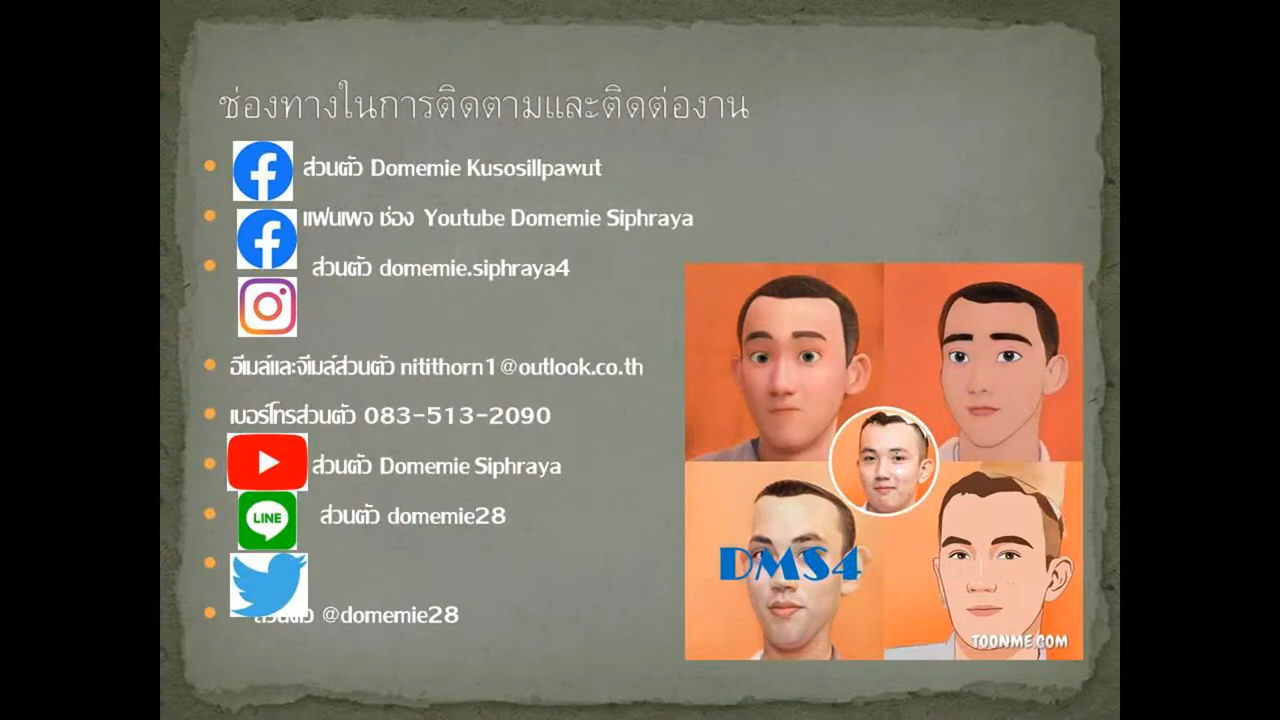 ช่องทางในการติดตามและติดต่องาน
ส่วนตัว Domemie Kusosillpawut
แฟนเพจ ช่อง Youtube Domemie Siphraya
ส่วนตัว domemie.siphraya4
อีเมล์และจีเมล์ส่วนตัว nitithorn1@outlook.co.th
เบอร์โทรส่วนตัว 083-513-2090
ส่วนตัว Domemie Siphraya
LINE ส่วนตัว domemie28
ส่วนตัว @domemie28
DMS4
TOONME.COM